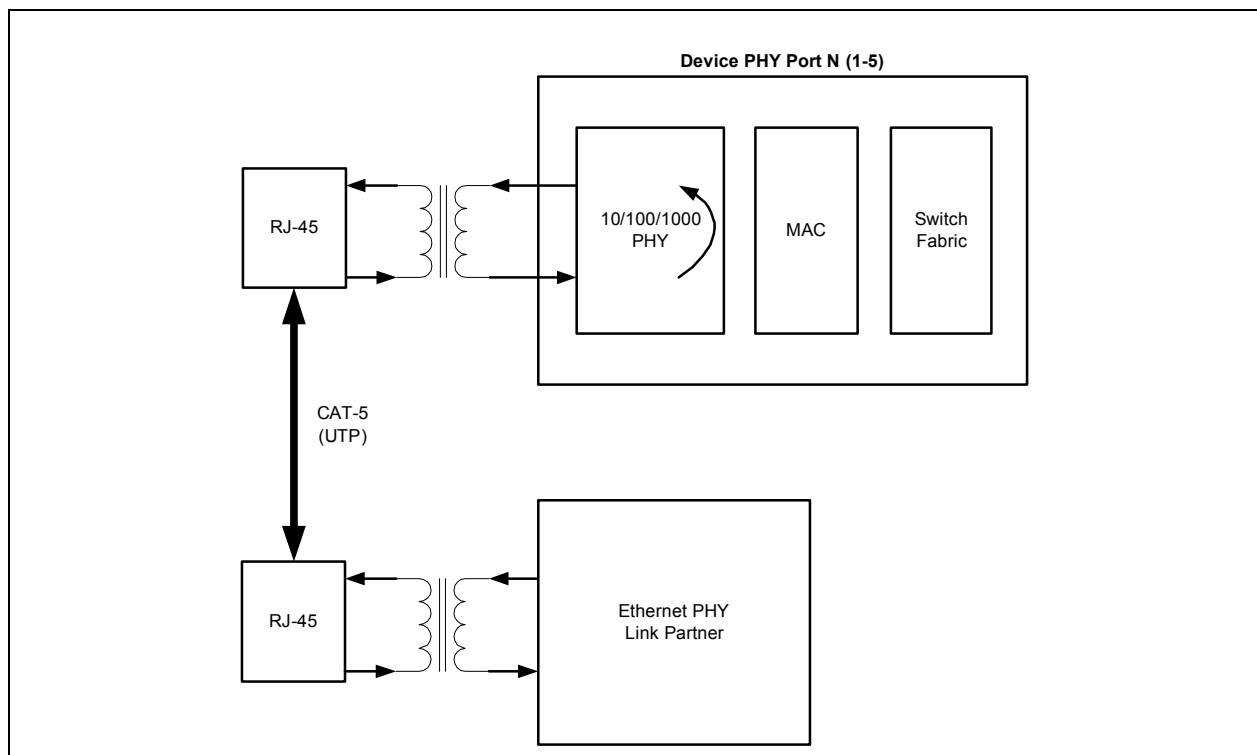 Device PHY Port N (1-5)
RJ-45
10/100/1000
PHY
MAC
Switch
Fabric
CAT-5
(UTP)
RJ-45
Ethernet PHY
Link Partner